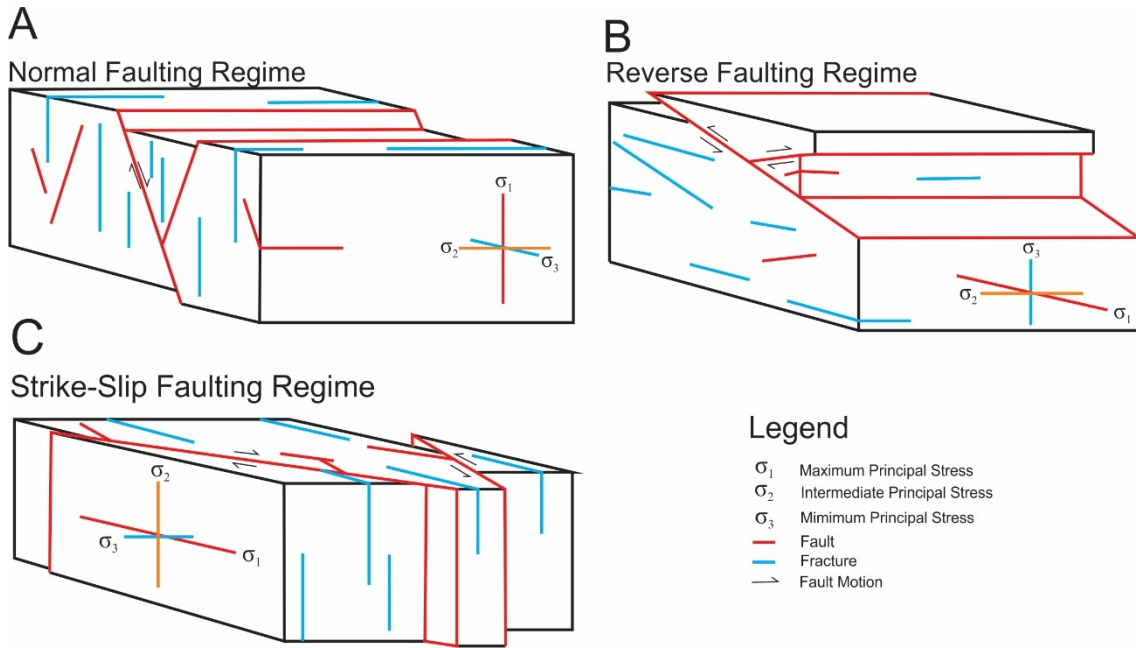 A
Normal Faulting Regime
σ1
σ2
σ3
B
Reverse Faulting Regime
σ3
σ2
σ1
C
Strike-Slip Faulting Regime
σ2
σ3
σ1
Legend
σ1 Maximum Principal Stress
σ2 Intermediate Principal Stress
σ3 Mimimum Principal Stress
Fault
Fracture
Fault Motion